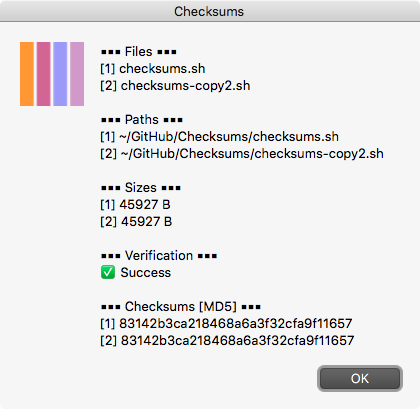 Checksums
▪▪▪ Files ▪▪▪
[1] checksums.sh
[2] checksums-copy2.sh
▪▪▪ Paths ▪▪▪
[1] ~/GitHub/Checksums/checksums.sh
[2] ~/GitHub/Checksums/checksums-copy2.sh
▪▪▪ Sizes ▪▪▪
[1] 45927 B
[2] 45927 B
▪▪▪ Verification ▪▪▪
✅ Success
▪▪▪ Checksums [MD5] ▪▪▪
[1] 83142b3ca218468a6a3f32cfa9f11657
[2] 83142b3ca218468a6a3f32cfa9f11657
OK